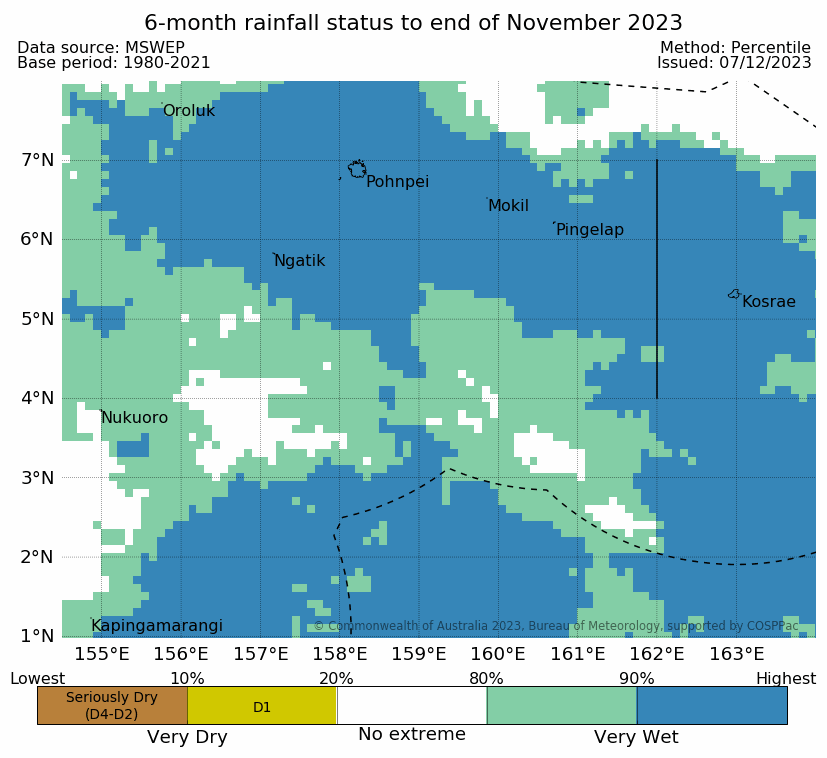 6-month rainfall status to end of November 2023
Data source: MSWEP
Base period: 1980-2021
Method: Percentile
Issued: 07/12/2023
Oroluk
7°N
Pohnpei
Mokil
Pingelap
6°N
Ngatik
Kosrae
5°N
4°N
Nukuoro
3°N
2°N
Kapingamarangi
© Commonwealth of Australia 2023, Bureau of Meteorology, supported by COSPPac
1°N
155°E 156°E 157°E 158°E 159°E 160°E 161°E 162°E 163°E
Lowest 10% 20% 80% 90% Highest
Seriously Dry
(D4-D2)
D1
Very Dry No extreme Very Wet